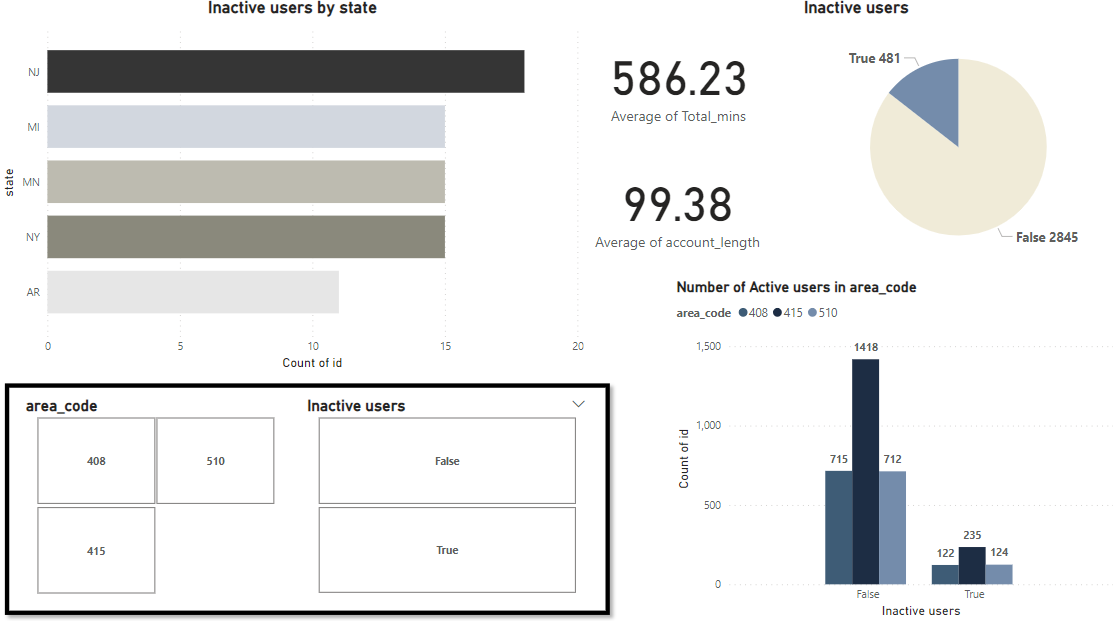 Inactive users by state
NJ
MI
MN
NY
AR
state
0
5
10
15
20
Count of id
586.23
Average of Total_mins
99.38
Average of account_length
Inactive users
True 481
False 2845
area_code
408
510
415
Inactive users
False
True
Number of Active users in area_code
area_code 408 415 510
1,500
1,000
500
0
Count of id
1418
715
712
235
122
124
False
True
Inactive users